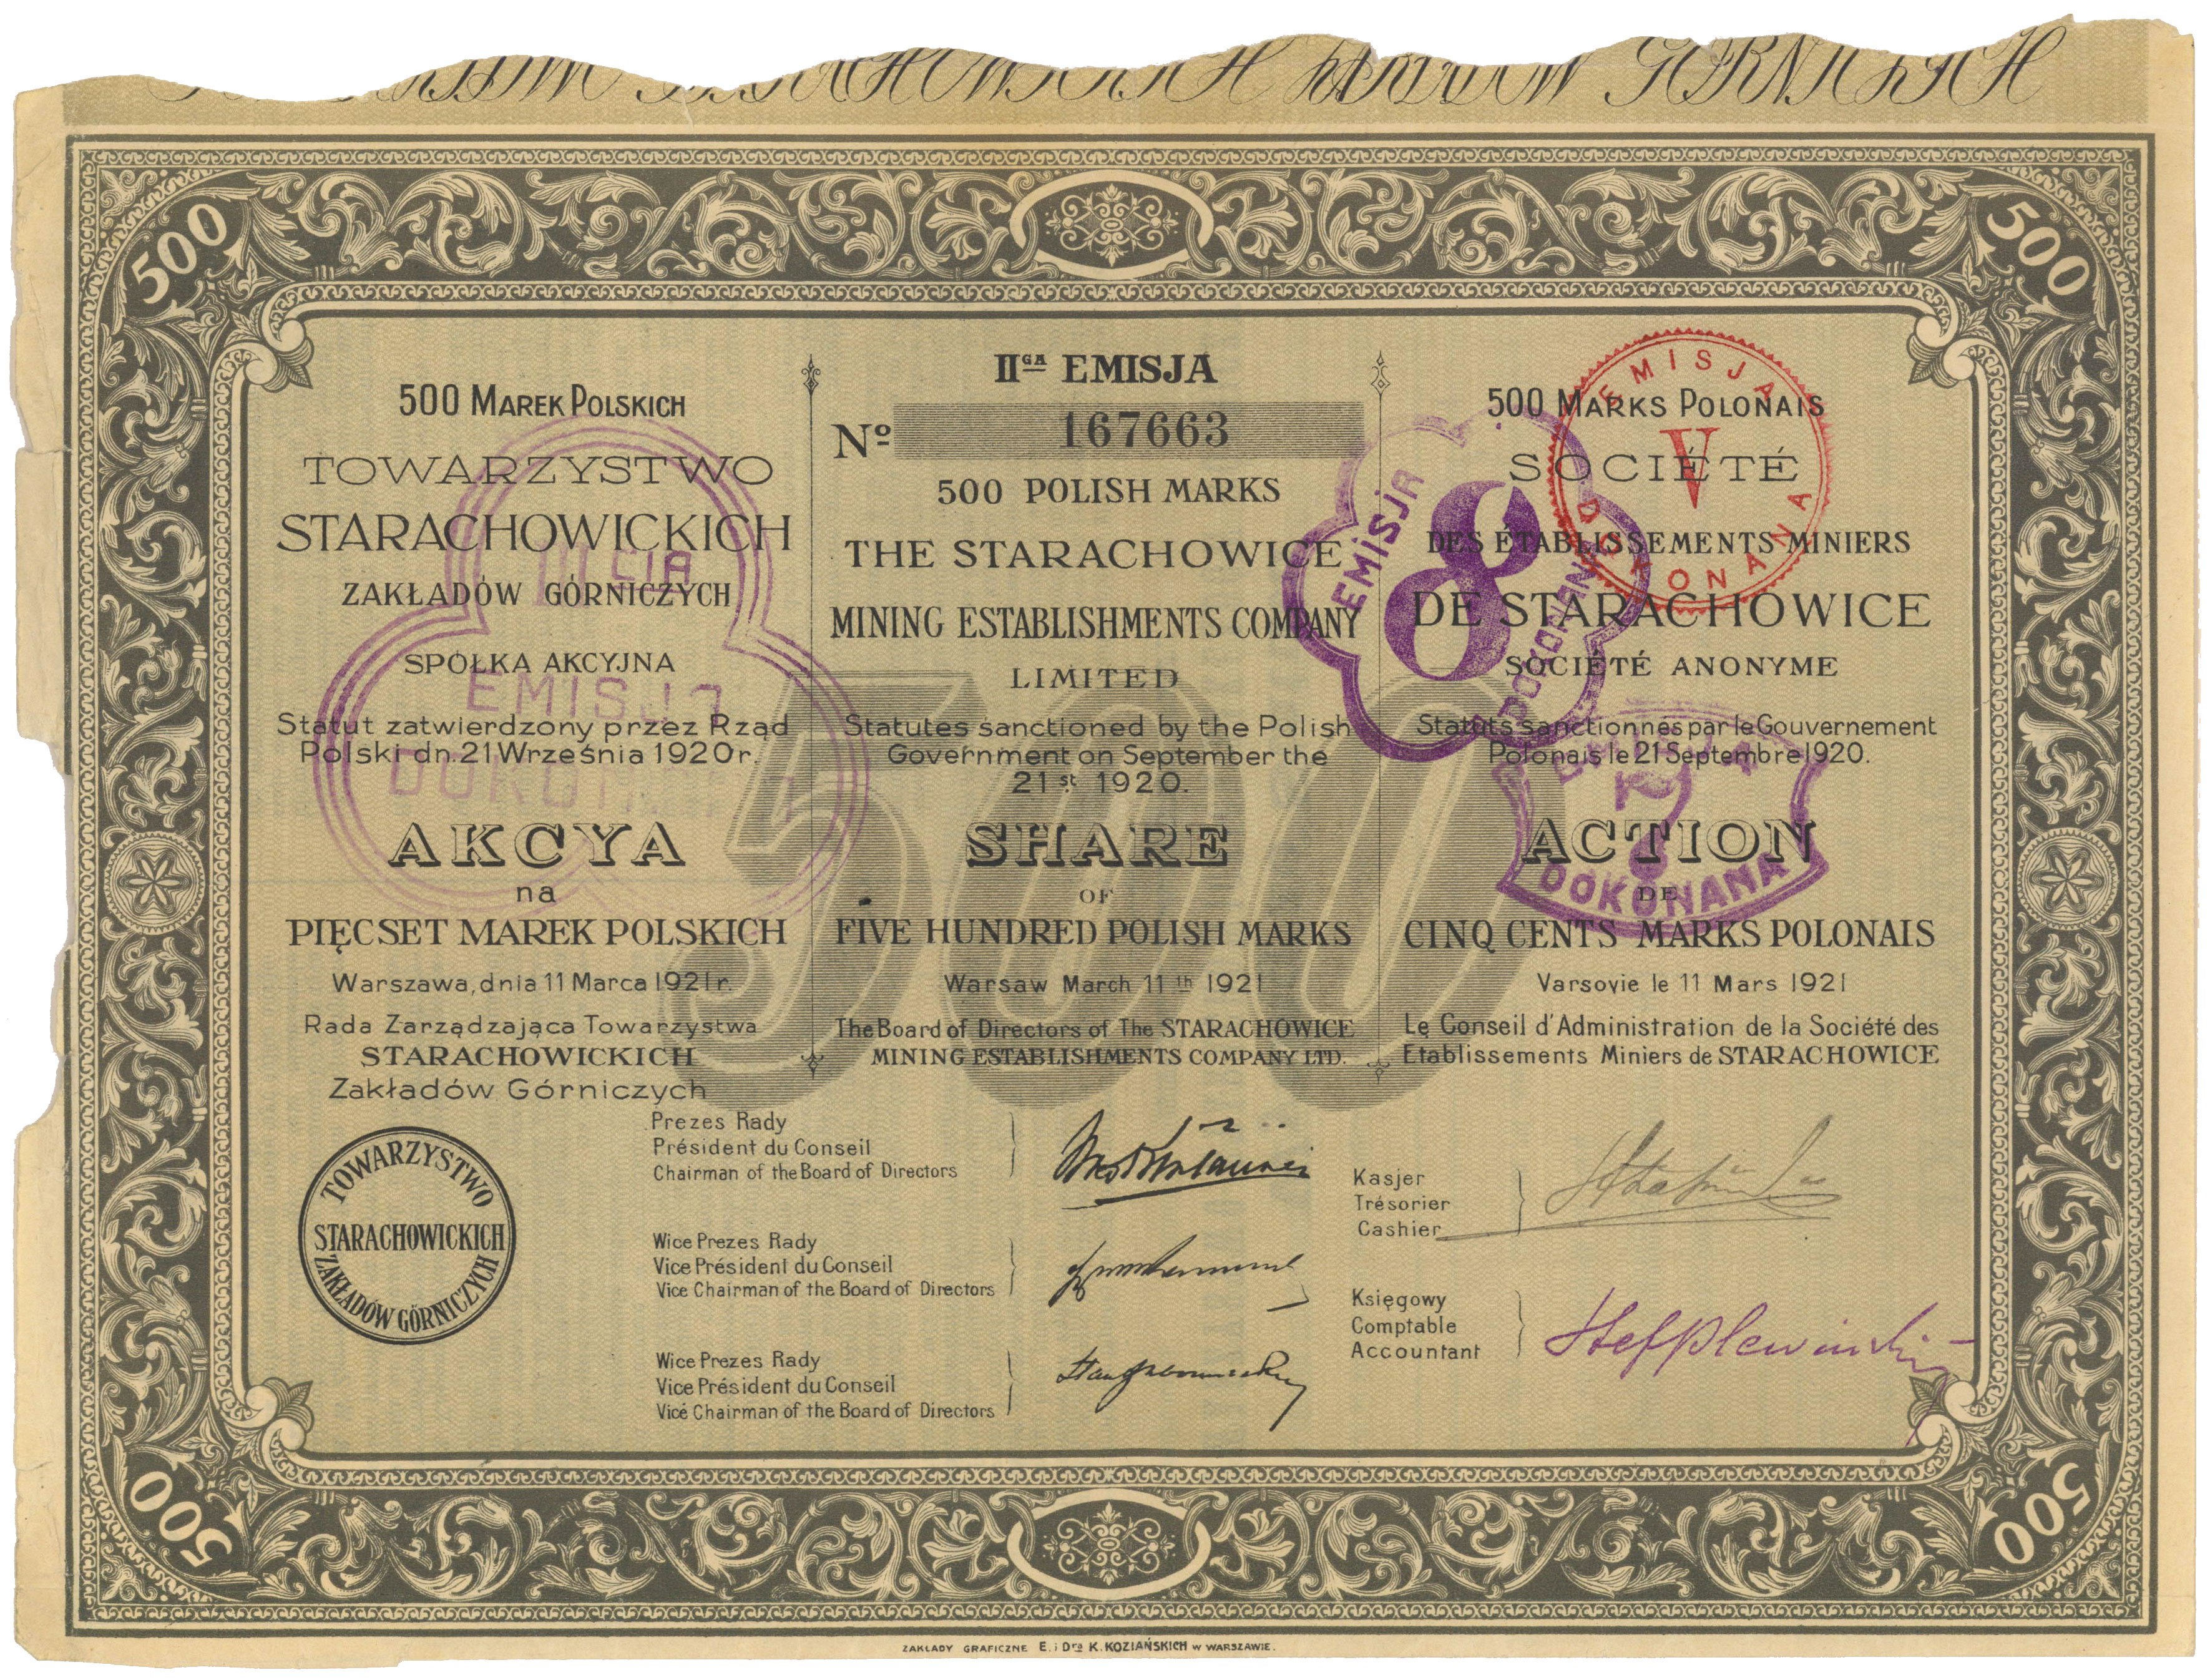 500
500
IIGA EMISJA
Nº 167663
500 MAREK POLSKICH
TOWARZYSTWO
STARACHOWICKICH
ZAKŁADÓW GÓRNICZYCH
SPÓŁKA AKCYJNA
Statut zatwierdzony przez Rząd
Polski dn. 21 Września 1920 r.
AKCYA
na
PIĘCSET MAREK POLSKICH
Warszawa, dnia 11 Marca 1921 r.
Rada Zarządzająca Towarzystwa
STARACHOWICKICH
Zakładów Górniczych
500 POLISH MARKS
THE STARACHOWICE
MINING ESTABLISHMENTS COMPANY
LIMITED
Statutes sanctioned by the Polish
Government on September the
21st 1920.
SHARE
OF
FIVE HUNDRED POLISH MARKS
Warsaw March 11th 1921
The Board of Directors of The STARACHOWICE
MINING ESTABLISHMENTS COMPANY LTD.
500 MARKS POLONAIS
SOCIÉTÉ
DES ÉTABLISSEMENTS MINIERS
DE STARACHOWICE
SOCIÉTÉ ANONYME
Statuts sanctionnés par le Gouvernement
Polonais le 21 Septembre 1920.
ACTION
DE
CINQ CENTS MARKS POLONAIS
Varsovie le 11 Mars 1921
Le Conseil d'Administration de la Société des
Etablissements Miniers de STARACHOWICE
500
EMISJA
DOKONANA
EMISJA
8
DOKONANA
EMISJA
V
DOKONANA
EMISJA
7
DOKONANA
Prezes Rady
Président du Conseil
Chairman of the Board of Directors
Wice Prezes Rady
Vice Président du Conseil
Vice Chairman of the Board of Directors
Wice Prezes Rady
Vice Président du Conseil
Vice Chairman of the Board of Directors
Kasjer
Trésorier
Cashier
Księgowy
Comptable
Accountant
TOWARZYSTWO
STARACHOWICKICH
ZAKŁADÓW GÓRNICZYCH
500
500
ZAKŁADY GRAFICZNE E. i Dra K. KOZIAŃSKICH w WARSZAWIE.